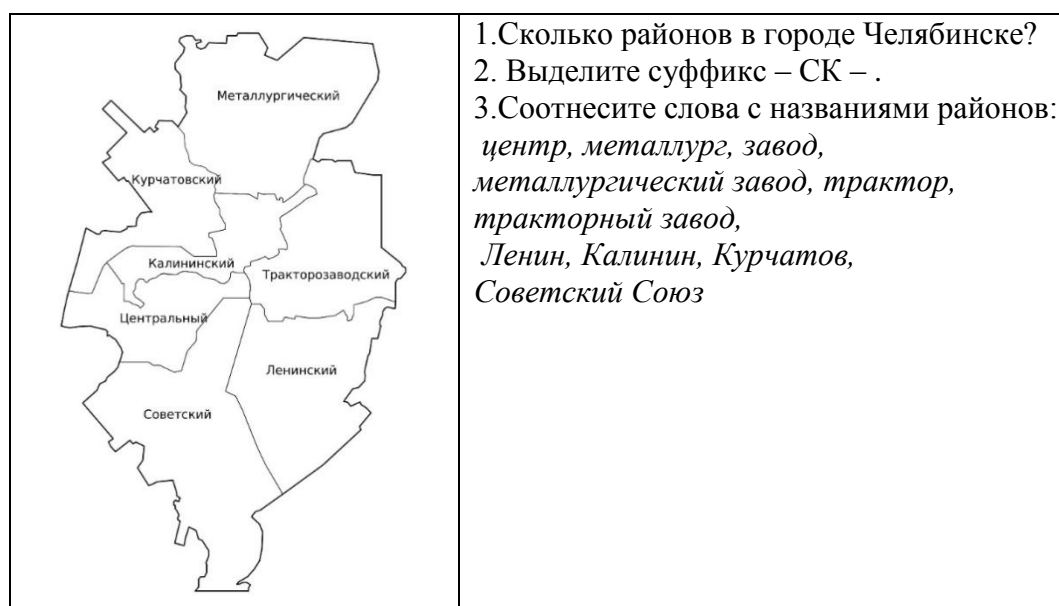 Металлургический
Курчатовский
Калининский
Тракторозаводский
Центральный
Ленинский
Советский
1.Сколько районов в городе Челябинске?
2. Выделите суффикс – СК – .
3.Соотнесите слова с названиями районов:
центр, металлург, завод,
металлургический завод, трактор,
тракторный завод,
Ленин, Калинин, Курчатов,
Советский Союз